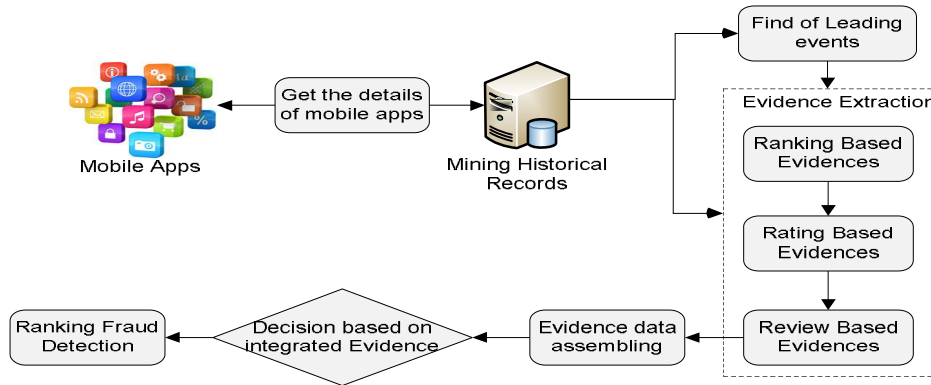 Find of Leading
events
Get the details
of mobile apps
Mobile Apps
Mining Historical
Records
Evidence Extraction
Ranking Based
Evidences
Rating Based
Evidences
Review Based
Evidences
Evidence data
assembling
Decision based on
integrated Evidence
Ranking Fraud
Detection